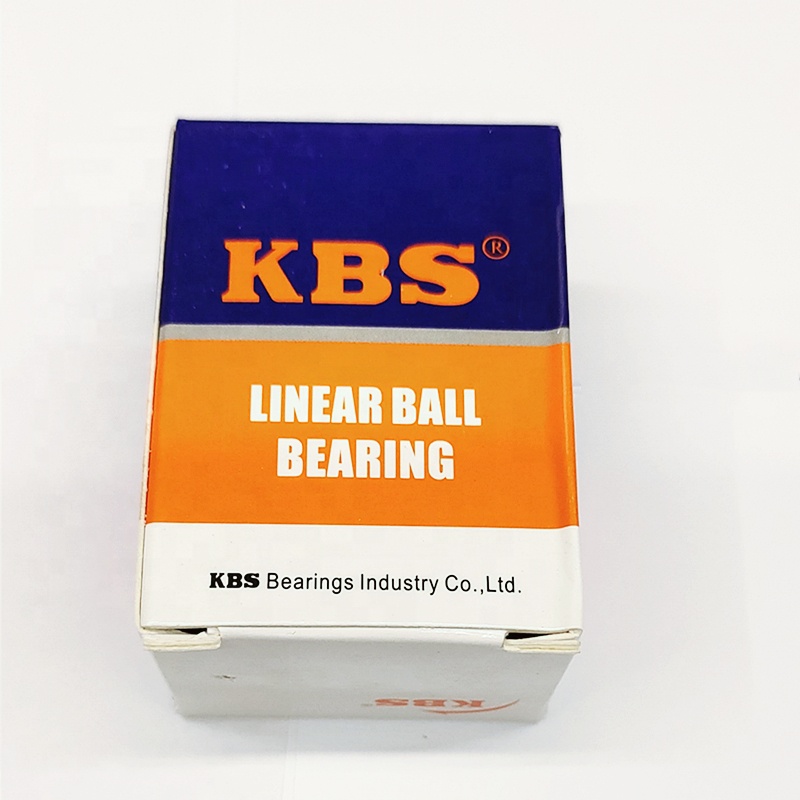 KBS®
LINEAR BALL
BEARING
KBS Bearings Industry Co.,Ltd.
KBS